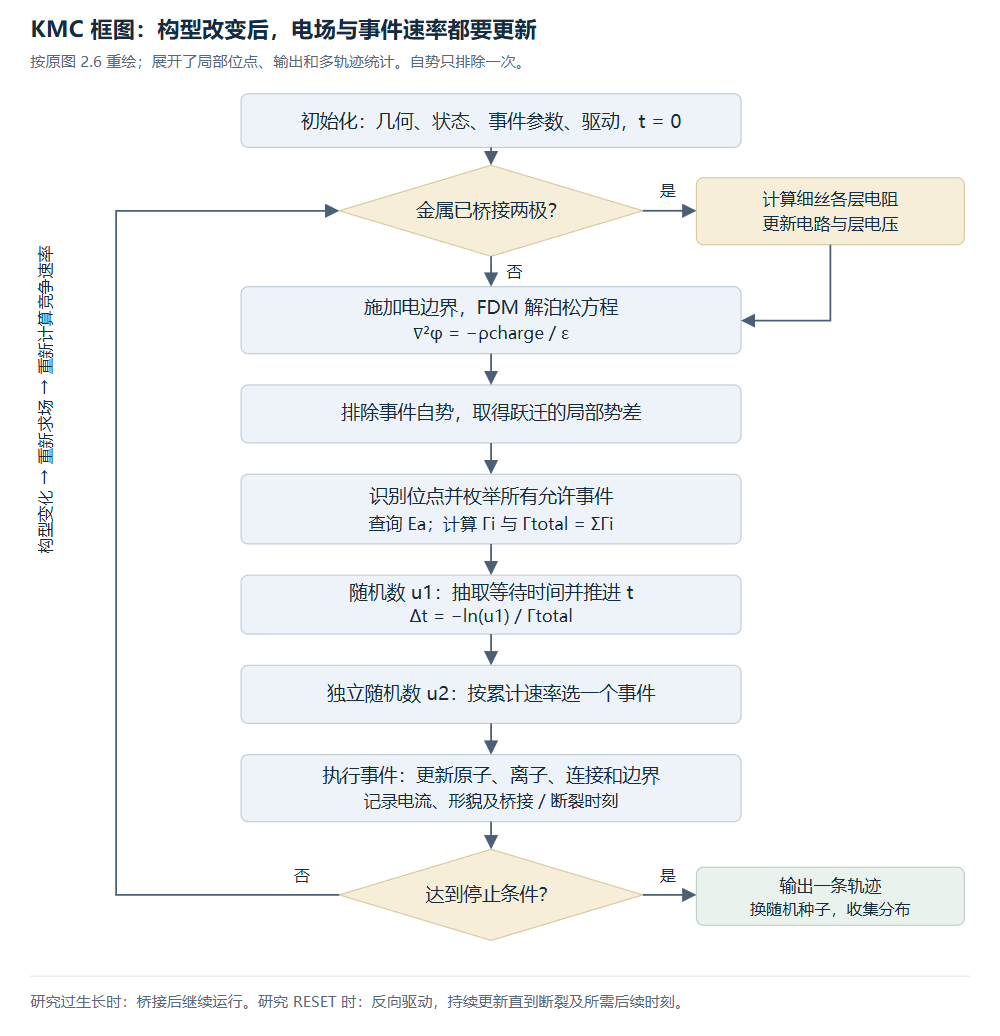 KMC 框图：构型改变后，电场与事件速率都要更新
按原图 2.6 重绘；展开了局部位点、输出和多轨迹统计。自势只排除一次。
初始化：几何、状态、事件参数、驱动，t = 0
金属已桥接两极？
是
计算细丝各层电阻
更新电路与层电压
否
施加电边界，FDM 解泊松方程
∇²φ = −ρcharge / ε
排除事件自势，取得跃迁的局部势差
识别位点并枚举所有允许事件
查询 Ea；计算 Γi 与 Γtotal = ΣΓi
随机数 u1：抽取等待时间并推进 t
Δt = −ln(u1) / Γtotal
独立随机数 u2：按累计速率选一个事件
执行事件：更新原子、离子、连接和边界
记录电流、形貌及桥接 / 断裂时刻
达到停止条件？
否
是
输出一条轨迹
换随机种子，收集分布
构型变化 → 重新求场 → 重新计算竞争速率
研究过生长时：桥接后继续运行。研究 RESET 时：反向驱动，持续更新直到断裂及所需后续时刻。